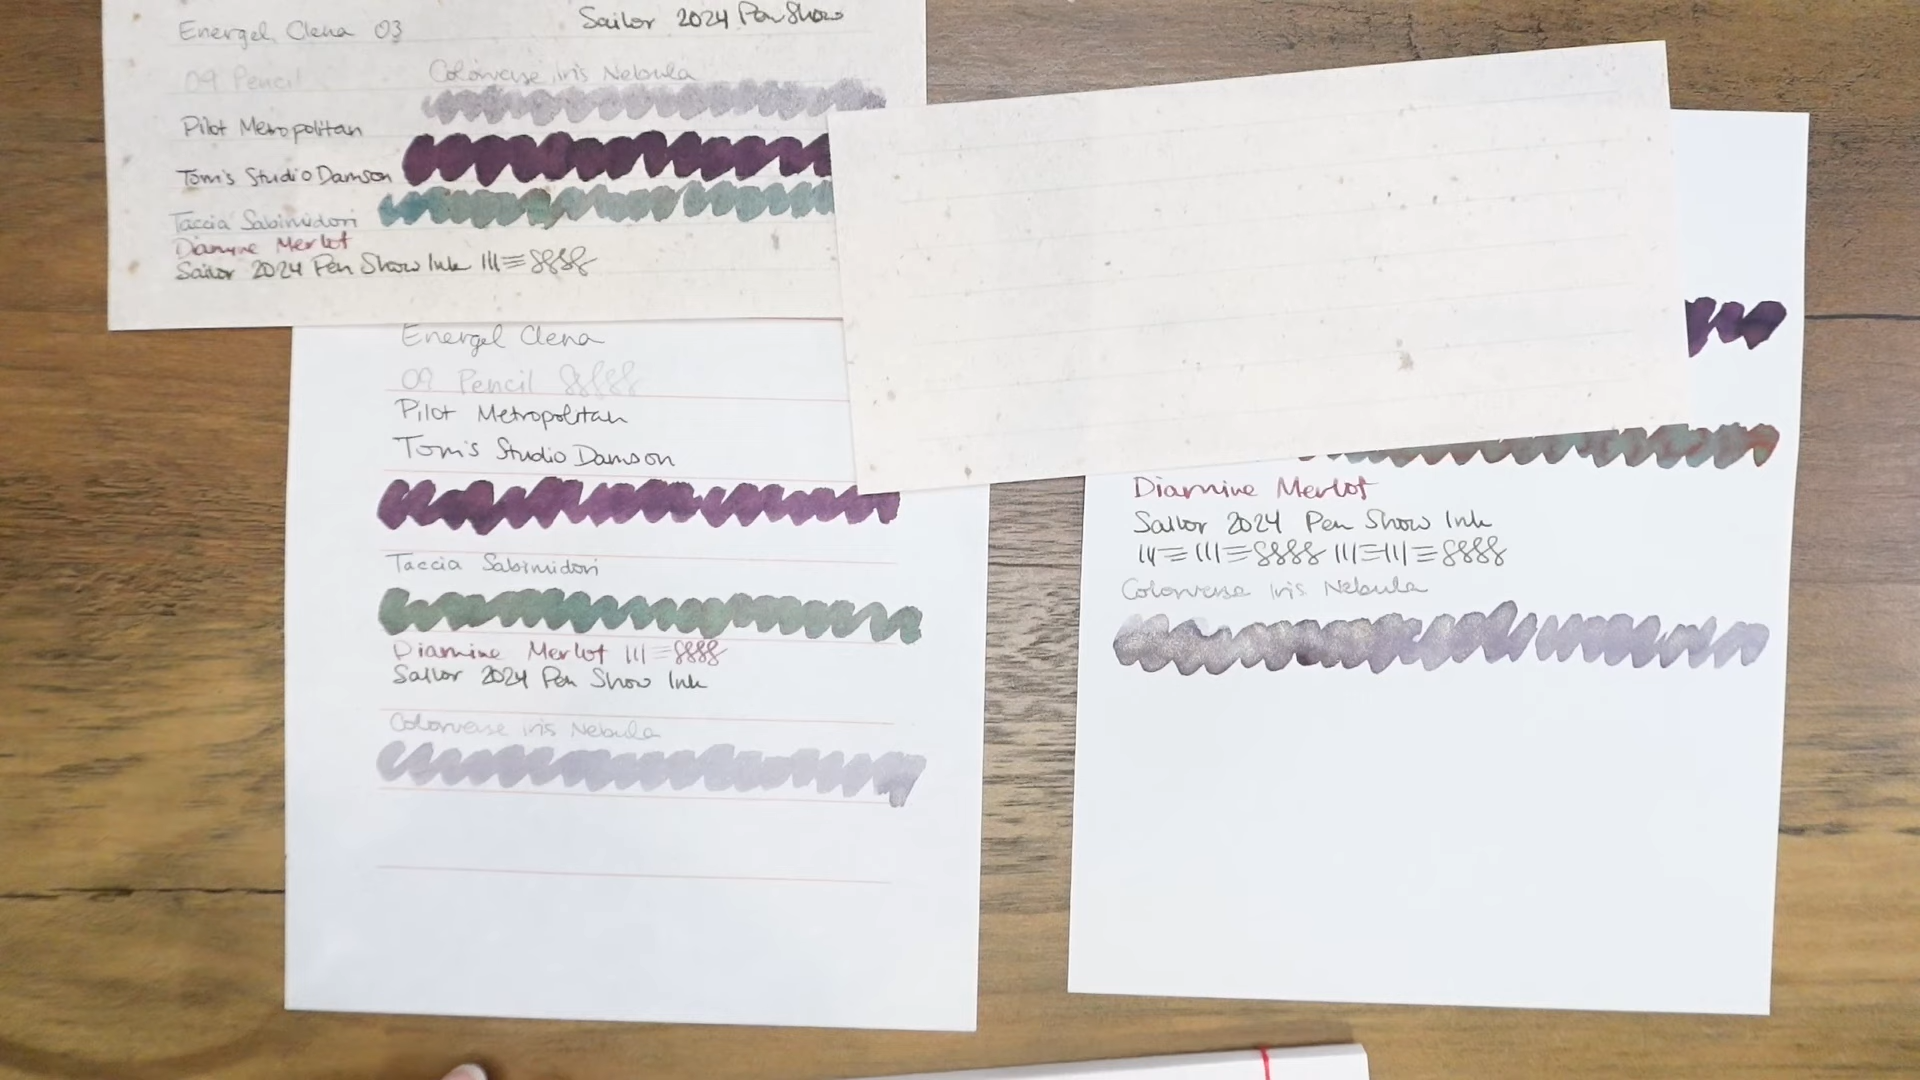 Energel Clena 03
Sailor 2024 Pen Show
09 Pencil
Colorverse Iris Nebula
Pilot Metropolitan
Tom's Studio Damson
Taccia Sabimidori
Diamine Merlot
Sailor 2024 Pen Show Ink
Energel Clena
09 Pencil
Pilot Metropolitan
Tom's Studio Damson
Taccia Sabimidori
Diamine Merlot
Sailor 2024 Pen Show Ink
Colorverse Iris Nebula
Diamine Merlot
Sailor 2024 Pen Show Ink
Colorverse Iris Nebula